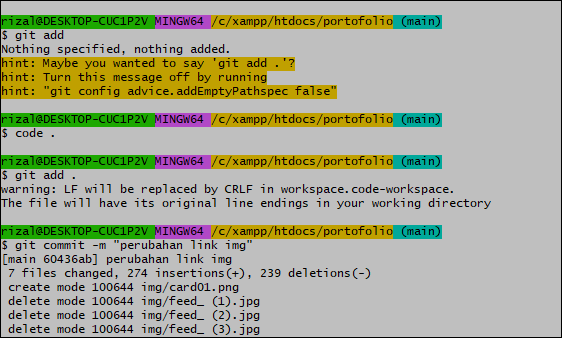 rizal@DESKTOP-CUC1P2V MINGW64 /c/xampp/htdocs/portofolio (main)
$ git add
Nothing specified, nothing added.
hint: Maybe you wanted to say 'git add .'?
hint: Turn this message off by running
hint: "git config advice.addEmptyPathspec false"
rizal@DESKTOP-CUC1P2V MINGW64 /c/xampp/htdocs/portofolio (main)
$ code .
rizal@DESKTOP-CUC1P2V MINGW64 /c/xampp/htdocs/portofolio (main)
$ git add .
warning: LF will be replaced by CRLF in workspace.code-workspace.
The file will have its original line endings in your working directory
rizal@DESKTOP-CUC1P2V MINGW64 /c/xampp/htdocs/portofolio (main)
$ git commit -m "perubahan link img"
[main 60436ab] perubahan link img
7 files changed, 274 insertions(+), 239 deletions(-)
create mode 100644 img/card01.png
delete mode 100644 img/feed_ (1).jpg
delete mode 100644 img/feed_ (2).jpg
delete mode 100644 img/feed_ (3).jpg